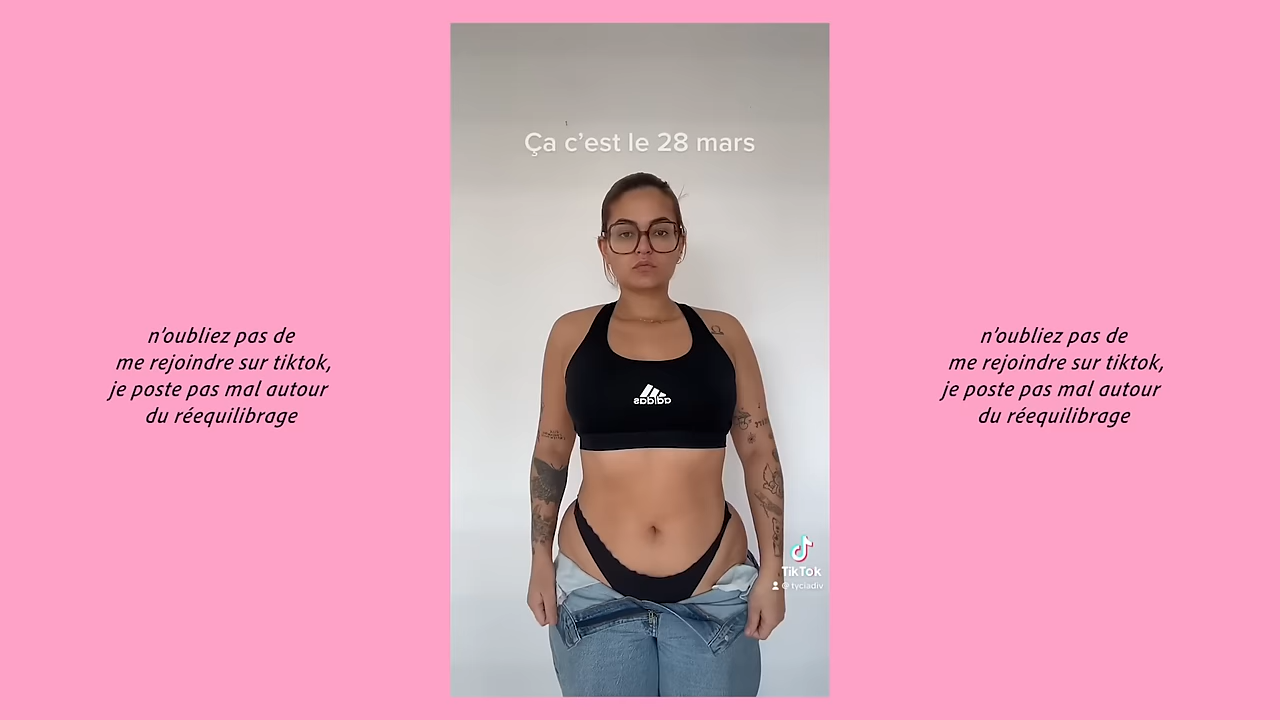 Ça c'est le 28 mars
n'oubliez pas de
me rejoindre sur tiktok,
je poste pas mal autour
du réequilibrage
n'oubliez pas de
me rejoindre sur tiktok,
je poste pas mal autour
du réequilibrage
adidas
TikTok
@tyciadiv